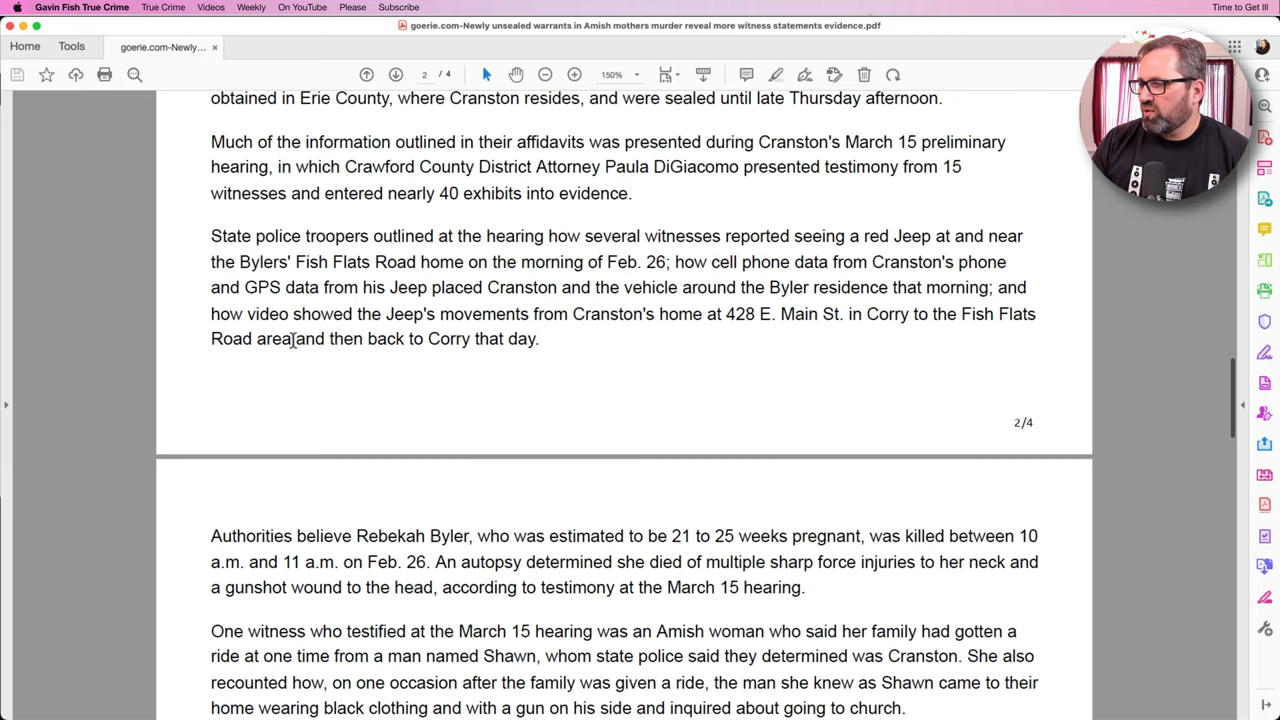 Gavin Fish True Crime True Crime Videos Weekly On YouTube Please Subscribe Time to Get Ill
goerie.com-Newly unsealed warrants in Amish mothers murder reveal more witness statements evidence.pdf
Home Tools goerie.com-Newly... ×
2 / 4 150%
obtained in Erie County, where Cranston resides, and were sealed until late Thursday afternoon.
Much of the information outlined in their affidavits was presented during Cranston's March 15 preliminary
hearing, in which Crawford County District Attorney Paula DiGiacomo presented testimony from 15
witnesses and entered nearly 40 exhibits into evidence.
State police troopers outlined at the hearing how several witnesses reported seeing a red Jeep at and near
the Bylers' Fish Flats Road home on the morning of Feb. 26; how cell phone data from Cranston's phone
and GPS data from his Jeep placed Cranston and the vehicle around the Byler residence that morning; and
how video showed the Jeep's movements from Cranston's home at 428 E. Main St. in Corry to the Fish Flats
Road area and then back to Corry that day.
2/4
Authorities believe Rebekah Byler, who was estimated to be 21 to 25 weeks pregnant, was killed between 10
a.m. and 11 a.m. on Feb. 26. An autopsy determined she died of multiple sharp force injuries to her neck and
a gunshot wound to the head, according to testimony at the March 15 hearing.
One witness who testified at the March 15 hearing was an Amish woman who said her family had gotten a
ride at one time from a man named Shawn, whom state police said they determined was Cranston. She also
recounted how, on one occasion after the family was given a ride, the man she knew as Shawn came to their
home wearing black clothing and with a gun on his side and inquired about going to church.